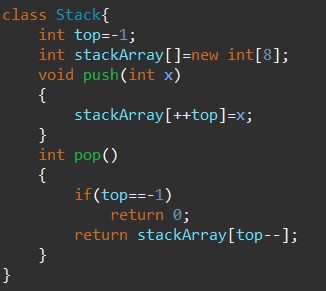 class Stack{
    int top=-1;
    int stackArray[]=new int[8];
    void push(int x)
    {
        stackArray[++top]=x;
    }
    int pop()
    {
        if(top==-1)
            return 0;
        return stackArray[top--];
    }
}